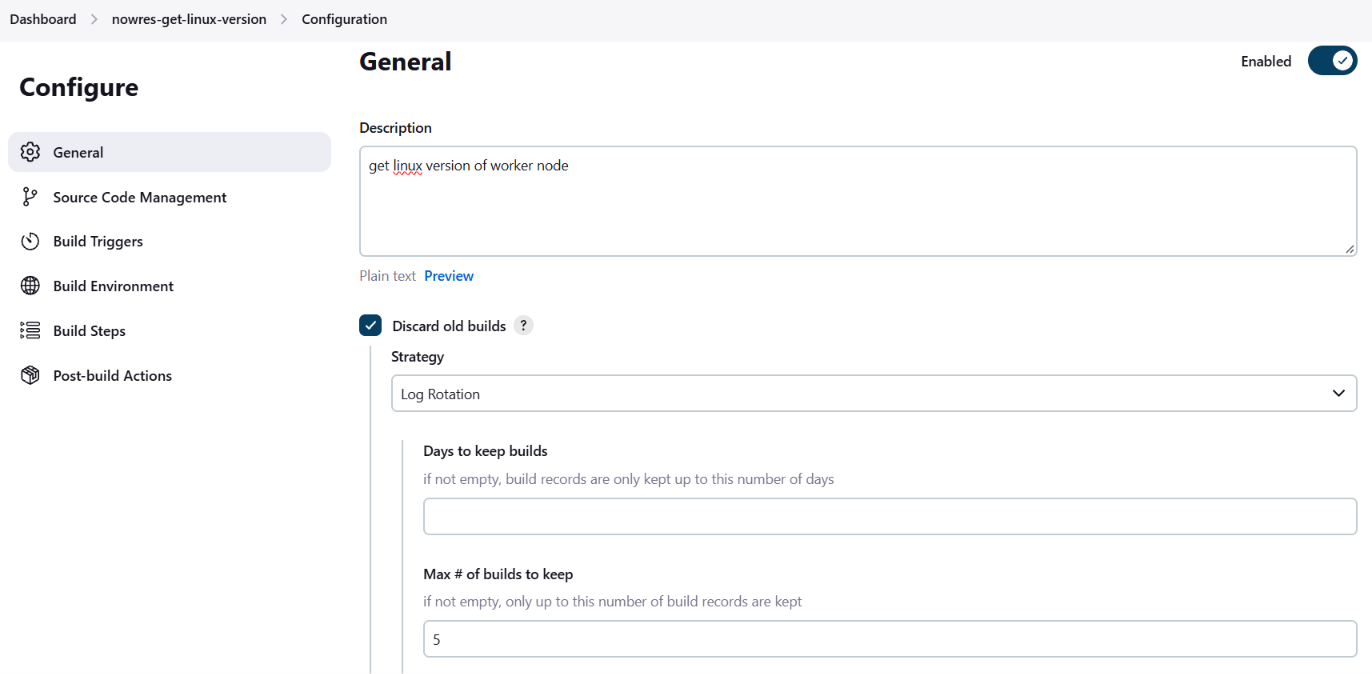 Dashboard > nowres-get-linux-version > Configuration
Configure
General
Source Code Management
Build Triggers
Build Environment
Build Steps
Post-build Actions
General
Enabled
Description
get linux version of worker node
Plain text Preview
Discard old builds ?
Strategy
Log Rotation
Days to keep builds
if not empty, build records are only kept up to this number of days
Max # of builds to keep
if not empty, only up to this number of build records are kept
5